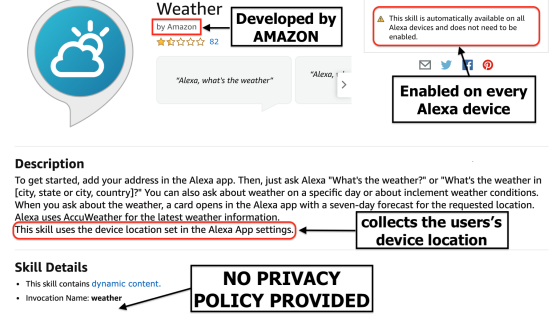 Weather
by Amazon
82
Developed by
AMAZON
This skill is automatically available on all
Alexa devices and does not need to be
enabled.
"Alexa, what's the weather"
"Alexa,
Enabled on every
Alexa device
Description
To get started, add your address in the Alexa app. Then, just ask Alexa "What's the weather?" or "What's the weather in
[city, state or city, country]?" You can also ask about weather on a specific day or about inclement weather conditions.
When you ask about the weather, a card opens in the Alexa app with a seven-day forecast for the requested location.
Alexa uses AccuWeather for the latest weather information.
This skill uses the device location set in the Alexa App settings.
collects the users's
device location
Skill Details
• This skill contains dynamic content.
• Invocation Name: weather
NO PRIVACY
POLICY PROVIDED